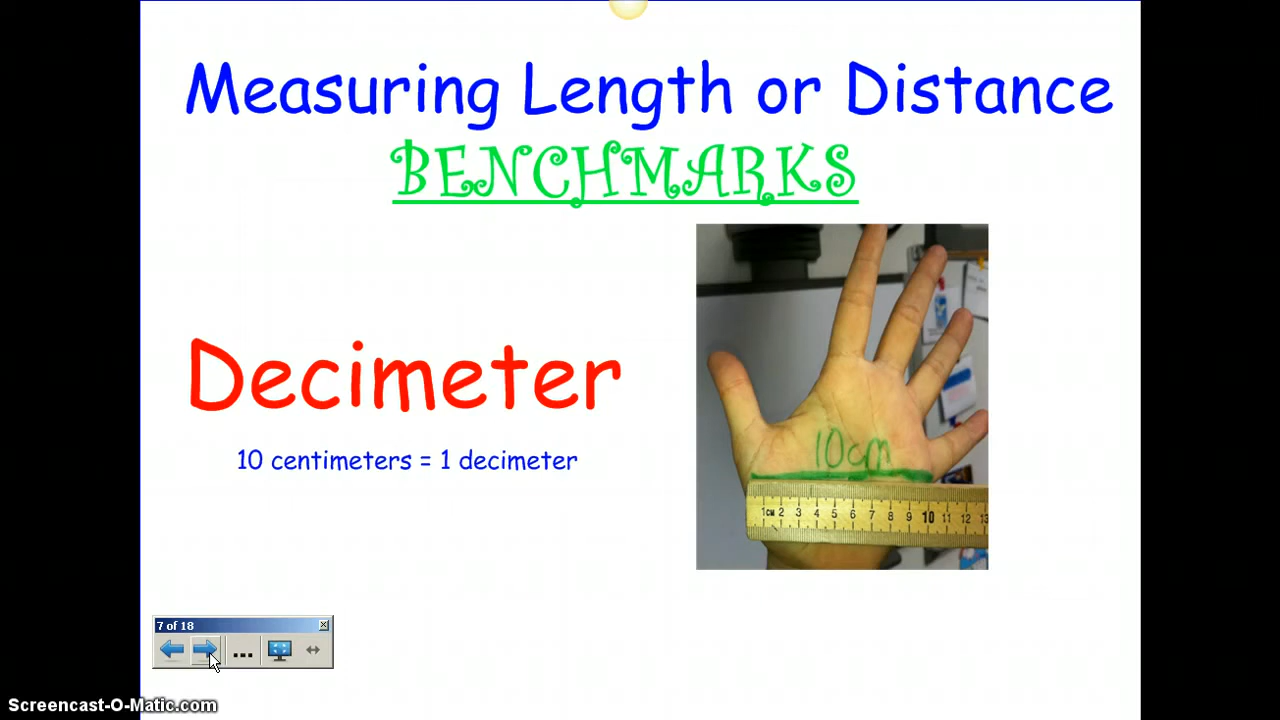 Measuring Length or Distance
BENCHMARKS
Decimeter
10 centimeters = 1 decimeter
10cm
1cm 2 3 4 5 6 7 8 9 10 11 12 13
7 of 18
Screencast-O-Matic.com